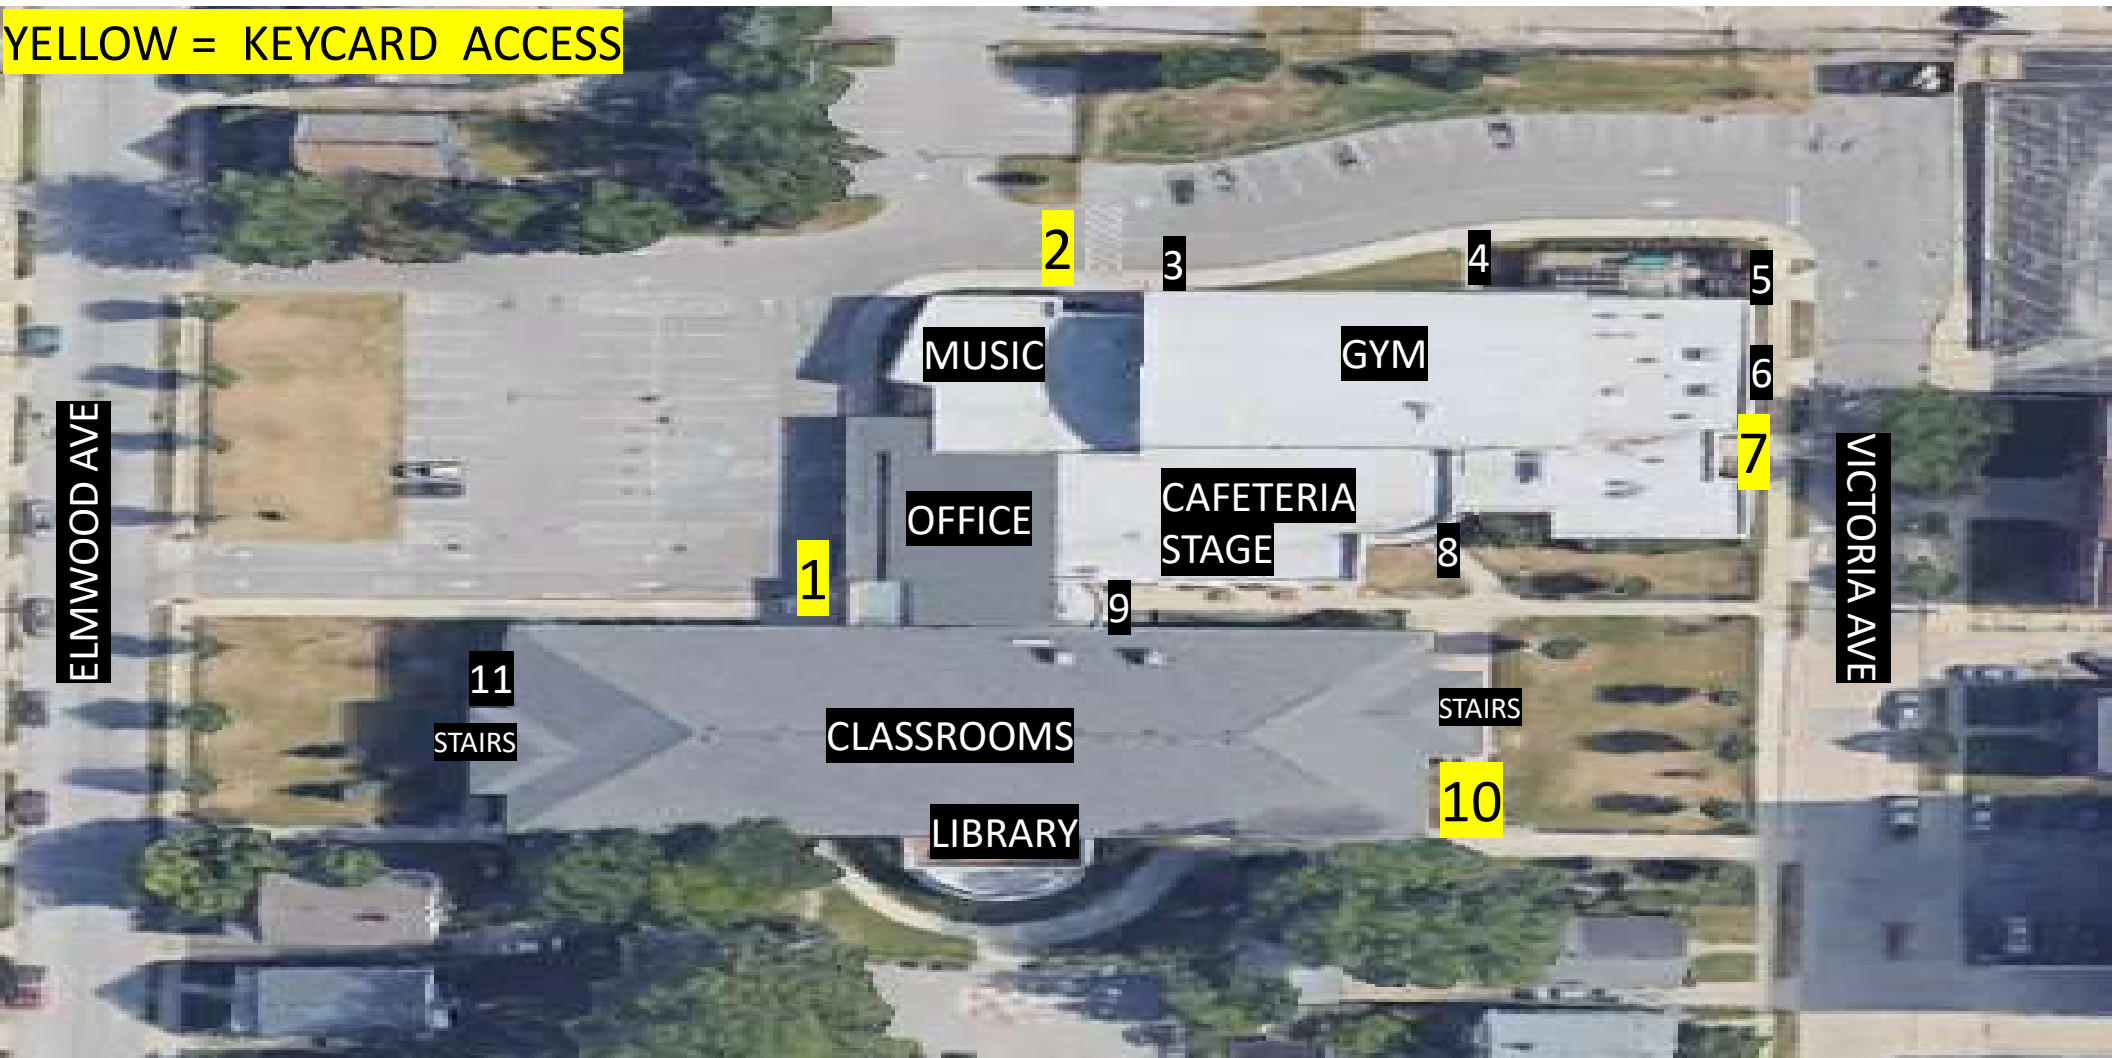 YELLOW = KEYCARD ACCESS
2
3
4
5
MUSIC
GYM
6
7
ELMWOOD AVE
OFFICE
CAFETERIA
STAGE
VICTORIA AVE
8
1
9
11
STAIRS
STAIRS
CLASSROOMS
10
LIBRARY